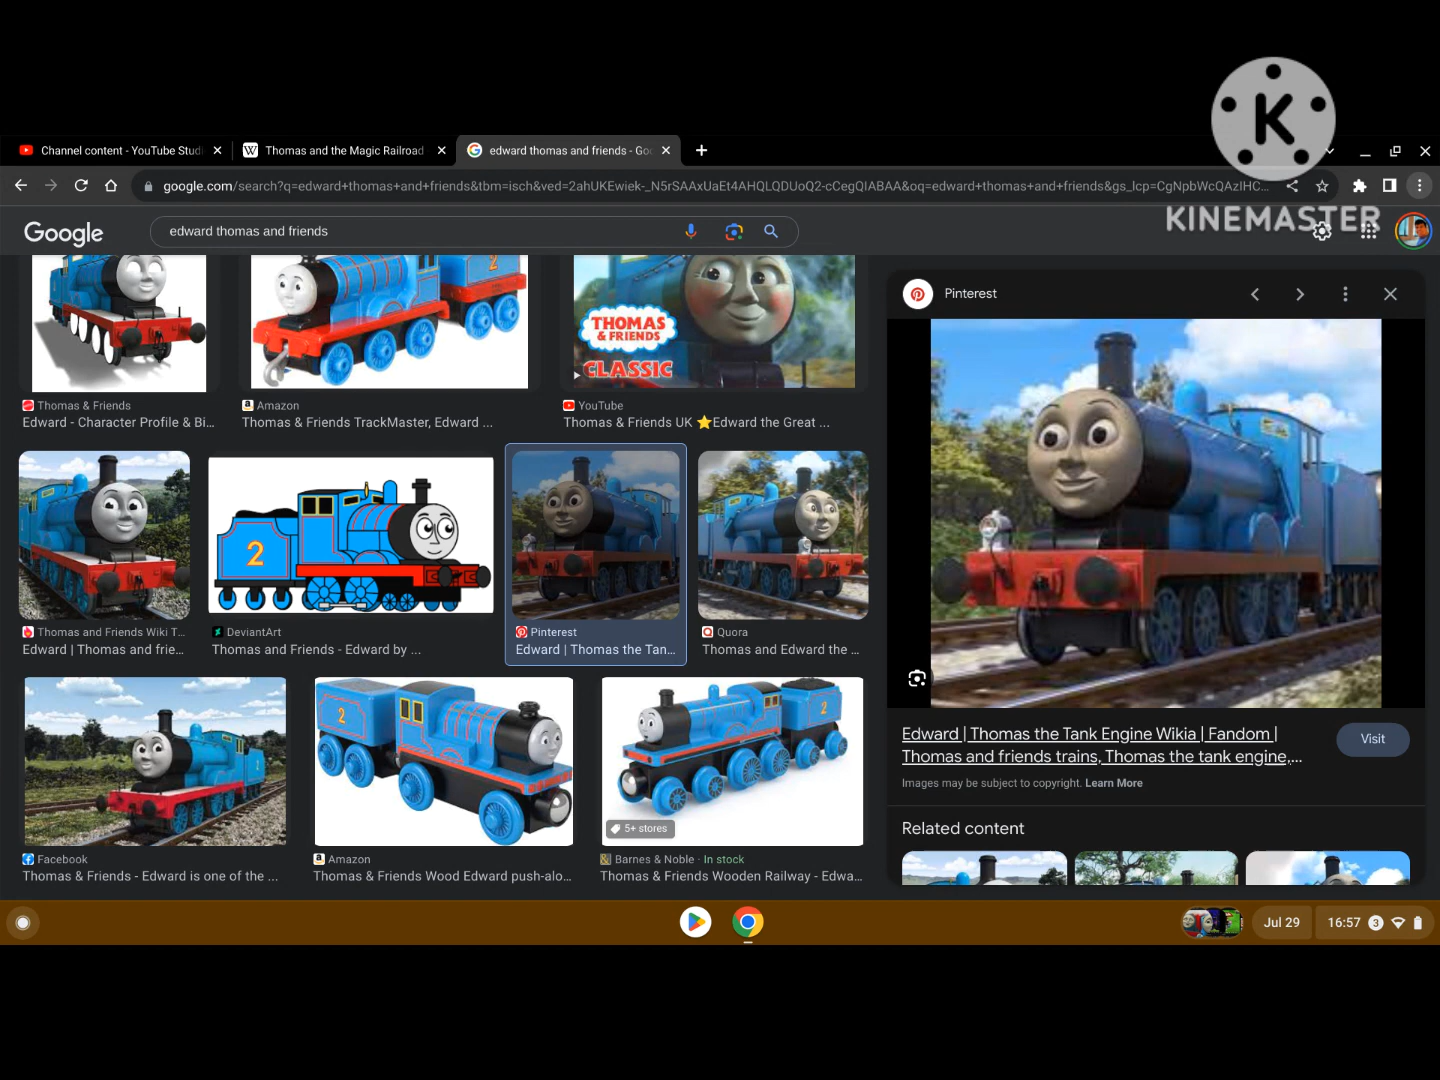 K
KINEMASTER
Channel content - YouTube Stud
Thomas and the Magic Railroad
edward thomas and friends - Goo
google.com/search?q=edward+thomas+and+friends&tbm=isch&ved=2ahUKEwiek-_N5rSAAxUaEt4AHQLQDUoQ2-cCegQIABAA&oq=edward+thomas+and+friends&gs_lcp=CgNpbWcQAzIHC...
Google
edward thomas and friends
2
THOMAS
& FRIENDS
CLASSIC
Thomas & Friends
Edward - Character Profile & Bi...
Amazon
Thomas & Friends TrackMaster, Edward ...
YouTube
Thomas & Friends UK ⭐Edward the Great ...
Pinterest
2
Thomas and Friends Wiki T...
Edward | Thomas and frie...
DeviantArt
Thomas and Friends - Edward by ...
Pinterest
Edward | Thomas the Tan...
Quora
Thomas and Edward the ...
2
2
2
5+ stores
Facebook
Thomas & Friends - Edward is one of the ...
Amazon
Thomas & Friends Wood Edward push-alo...
Barnes & Noble · In stock
Thomas & Friends Wooden Railway - Edwa...
Edward | Thomas the Tank Engine Wikia | Fandom |
Thomas and friends trains, Thomas the tank engine,...
Visit
Images may be subject to copyright. Learn More
Related content
Jul 29
16:57
3